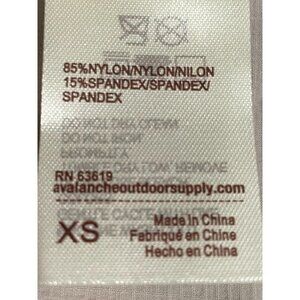 85%NYLON/NYLON/NILON
15%SPANDEX/SPANDEX/
SPANDEX
RN 63619
avalancheoutdoorsupply.com
XS
Made in China
Fabriqué en Chine
Hecho en China